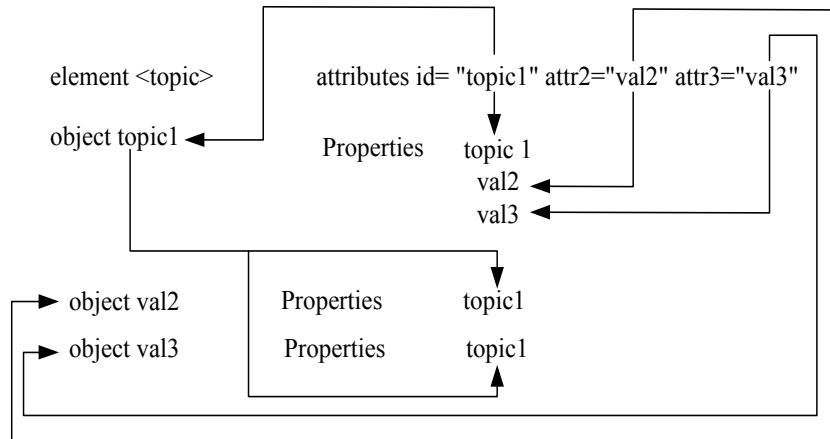 element <topic> attributes id= "topic1" attr2="val2" attr3="val3"
object topic1 Properties topic 1
val2
val3
object val2 Properties topic1
object val3 Properties topic1